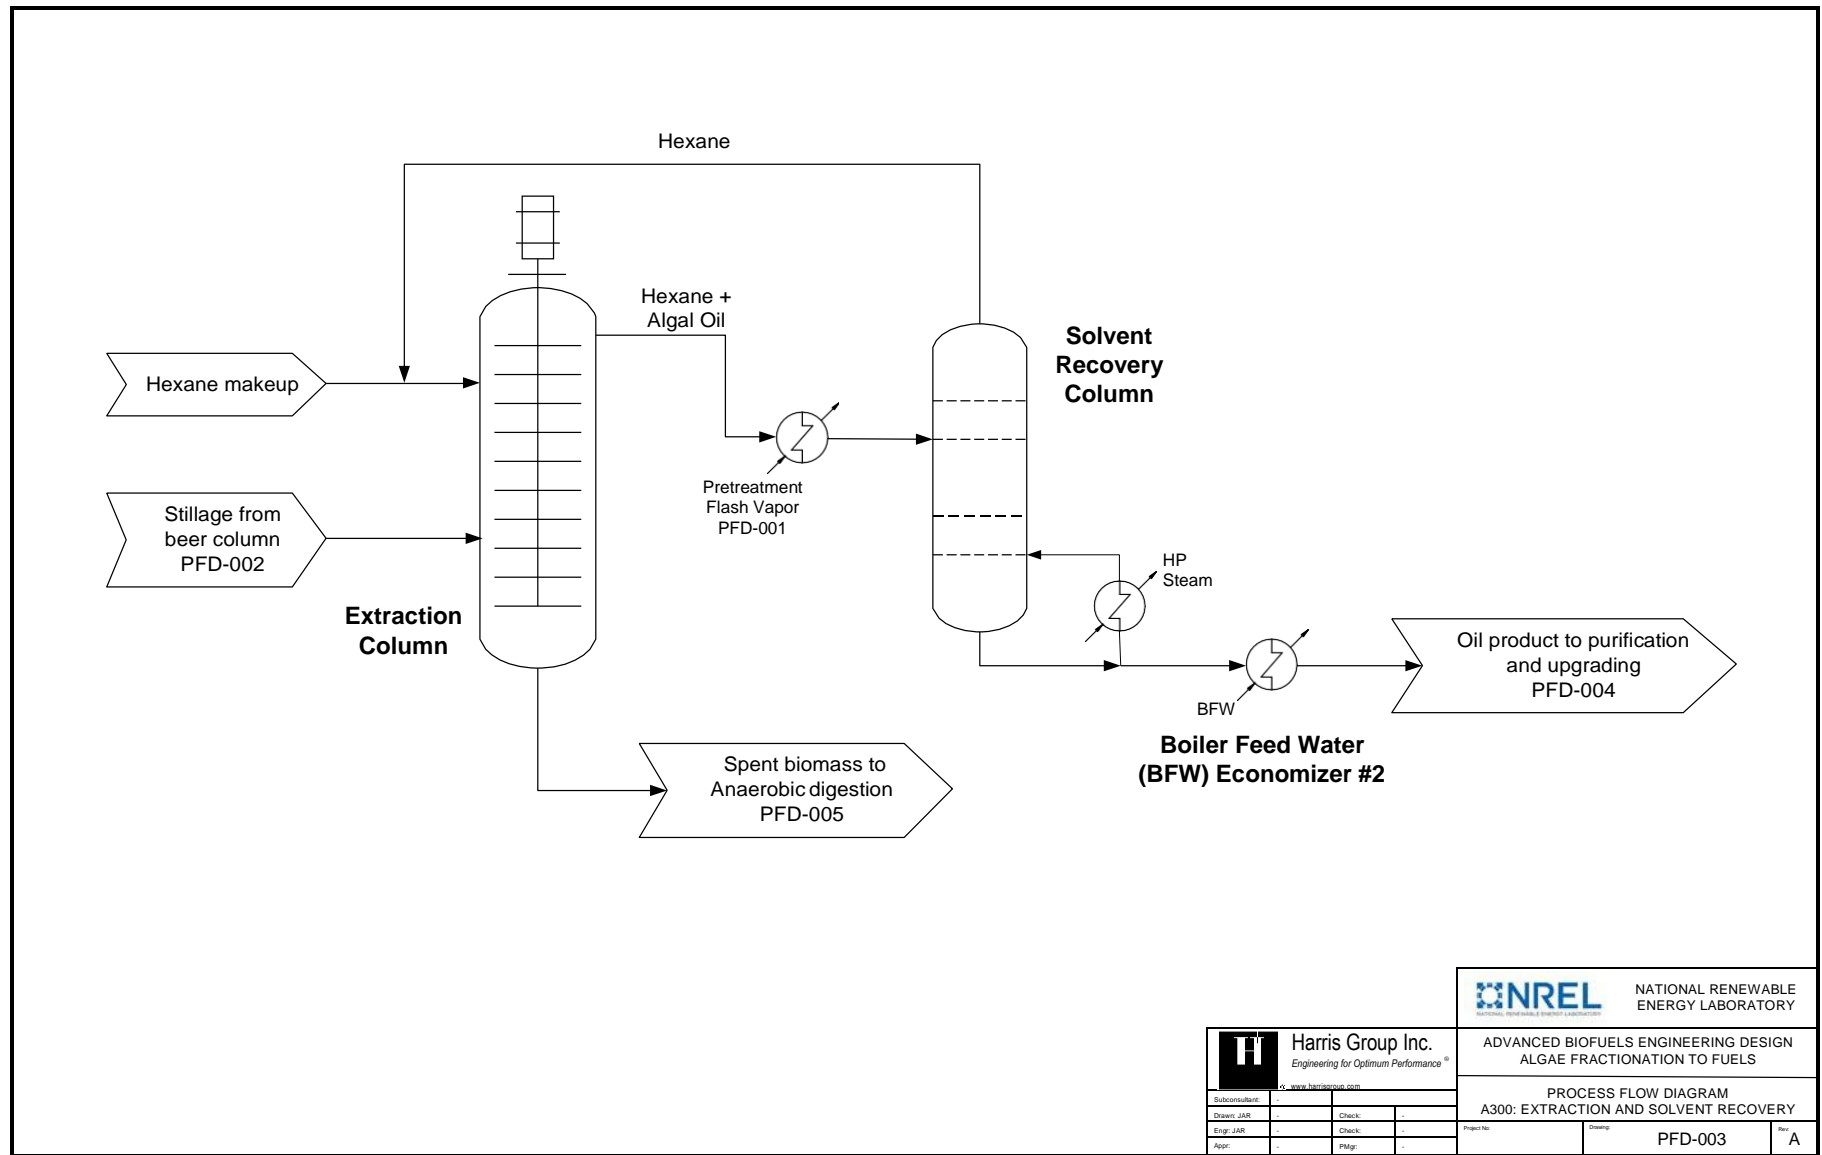 Hexane
Hexane +
Algal Oil
Solvent
Recovery
Column
Hexane makeup
Pretreatment
Flash Vapor
PFD-001
Stillage from
beer column
PFD-002
HP
Steam
Extraction
Column
Oil product to purification
and upgrading
PFD-004
BFW
Boiler Feed Water
(BFW) Economizer #2
Spent biomass to
Anaerobic digestion
PFD-005
NREL
NATIONAL RENEWABLE ENERGY LABORATORY
NATIONAL RENEWABLE
ENERGY LABORATORY
H
Harris Group Inc.
Engineering for Optimum Performance ®
www.harrisgroup.com
ADVANCED BIOFUELS ENGINEERING DESIGN
ALGAE FRACTIONATION TO FUELS
PROCESS FLOW DIAGRAM
A300: EXTRACTION AND SOLVENT RECOVERY
Subconsultant: -
Drawn: JAR - Check: -
Engr: JAR - Check: -
Appr: - PMgr: -
Project No:
Drawing:
PFD-003
Rev:
A